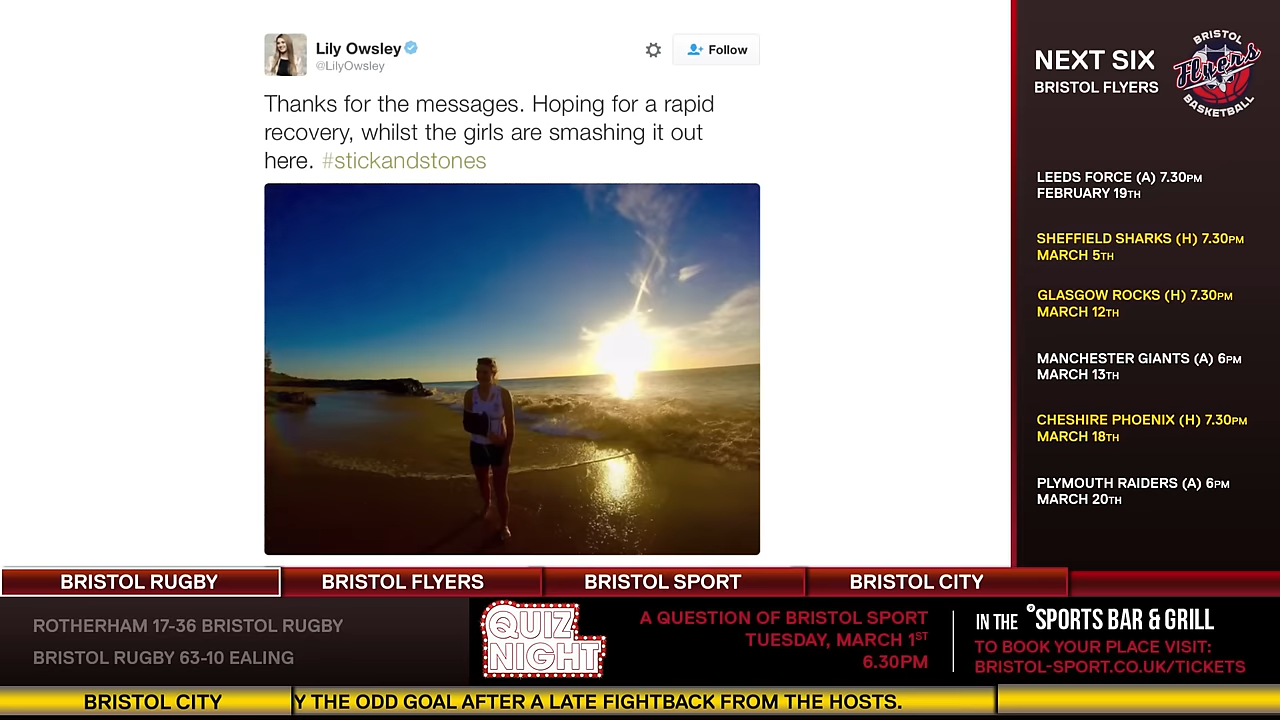 Lily Owsley
@LilyOwsley
Follow
Thanks for the messages. Hoping for a rapid
recovery, whilst the girls are smashing it out
here. #stickandstones
NEXT SIX
BRISTOL FLYERS
BRISTOL
Flyers
BASKETBALL
LEEDS FORCE (A) 7.30PM
FEBRUARY 19TH
SHEFFIELD SHARKS (H) 7.30PM
MARCH 5TH
GLASGOW ROCKS (H) 7.30PM
MARCH 12TH
MANCHESTER GIANTS (A) 6PM
MARCH 13TH
CHESHIRE PHOENIX (H) 7.30PM
MARCH 18TH
PLYMOUTH RAIDERS (A) 6PM
MARCH 20TH
BRISTOL RUGBY
BRISTOL FLYERS
BRISTOL SPORT
BRISTOL CITY
ROTHERHAM 17-36 BRISTOL RUGBY
BRISTOL RUGBY 63-10 EALING
QUIZ
NIGHT
A QUESTION OF BRISTOL SPORT
TUESDAY, MARCH 1ST
6.30PM
IN THE SPORTS BAR & GRILL
TO BOOK YOUR PLACE VISIT:
BRISTOL-SPORT.CO.UK/TICKETS
BRISTOL CITY
Y THE ODD GOAL AFTER A LATE FIGHTBACK FROM THE HOSTS.